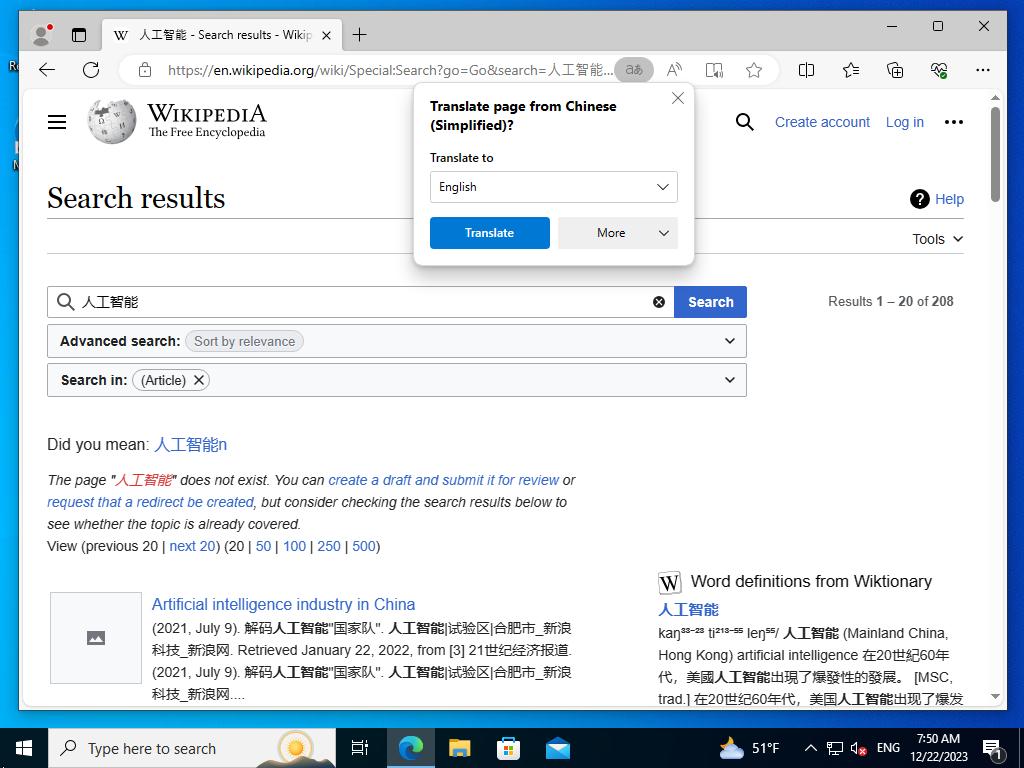 人工智能 - Search results - Wikip
https://en.wikipedia.org/wiki/Special:Search?go=Go&search=人工智能...
Translate page from Chinese
(Simplified)?
Translate to
English
Translate
More
WIKIPEDIA
The Free Encyclopedia
Create account
Log in
Search results
Help
Tools
人工智能
Search
Results 1 – 20 of 208
Advanced search: Sort by relevance
Search in: (Article)
Did you mean: 人工智能n
The page "人工智能" does not exist. You can create a draft and submit it for review or
request that a redirect be created, but consider checking the search results below to
see whether the topic is already covered.
View (previous 20 | next 20) (20 | 50 | 100 | 250 | 500)
Artificial intelligence industry in China
(2021, July 9). 解码人工智能"国家队". 人工智能|试验区|合肥市_新浪
科技_新浪网. Retrieved January 22, 2022, from [3] 21世纪经济报道.
(2021, July 9). 解码人工智能"国家队". 人工智能|试验区|合肥市_新浪
科技_新浪网....
Word definitions from Wiktionary
人工智能
kaŋ³³⁻²³ ti²¹³⁻⁵⁵ leŋ⁵⁵/ 人工智能 (Mainland China,
Hong Kong) artificial intelligence 在20世紀60年
代，美國人工智能出現了爆發性的發展。 [MSC,
trad.] 在20世纪60年代，美国人工智能出现了爆发
Type here to search
51°F
ENG
7:50 AM
12/22/2023
1